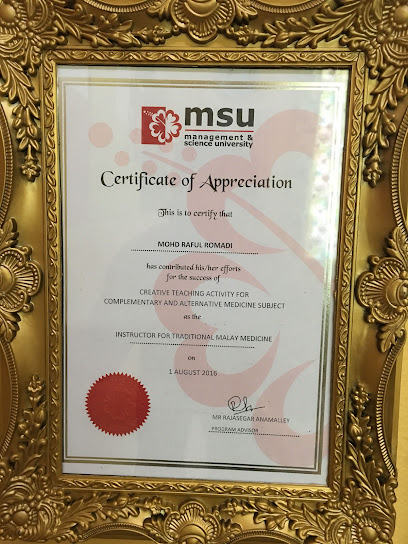 msu
management &
science university
Certificate of Appreciation
This is to certify that
MOHD RAFUL ROMADI
has contributed his/her efforts
for the success of
CREATIVE TEACHING ACTIVITY FOR
COMPLEMENTARY AND ALTERNATIVE MEDICINE SUBJECT
as the
INSTRUCTOR FOR TRADITIONAL MALAY MEDICINE
on
1 AUGUST 2016
MR RAJASEGAR ANAMALLEY
PROGRAM ADVISOR